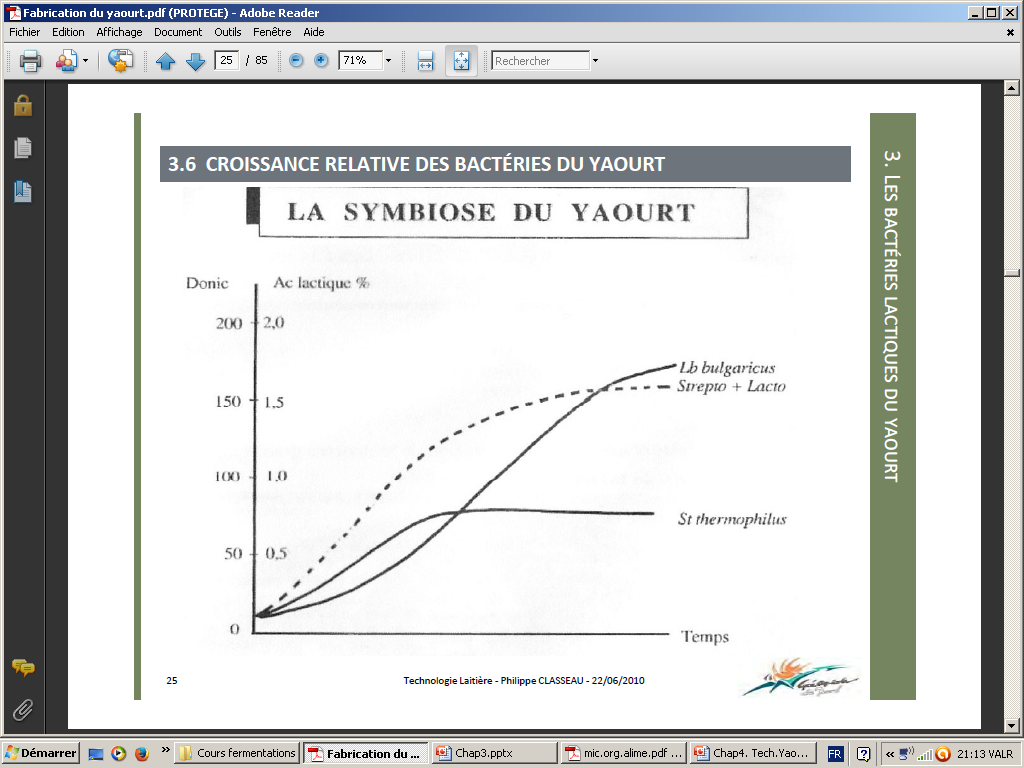 Fabrication du yaourt.pdf (PROTEGE) - Adobe Reader
Fichier Edition Affichage Document Outils Fenêtre Aide
25 / 85 71% Rechercher
3.6 CROISSANCE RELATIVE DES BACTÉRIES DU YAOURT
LA SYMBIOSE DU YAOURT
Donic Ac lactique %
200 2,0
150 1,5
100 1,0
50 0,5
0
Lb bulgaricus
Strepto + Lacto
St thermophilus
Temps
3. LES BACTÉRIES LACTIQUES DU YAOURT
25 Technologie Laitière - Philippe CLASSEAU - 22/06/2010
Démarrer » Cours fermentations Fabrication du ... Chap3.pptx mic.org.alime.pdf ... Chap4. Tech.Yao... FR « 21:13 VALR